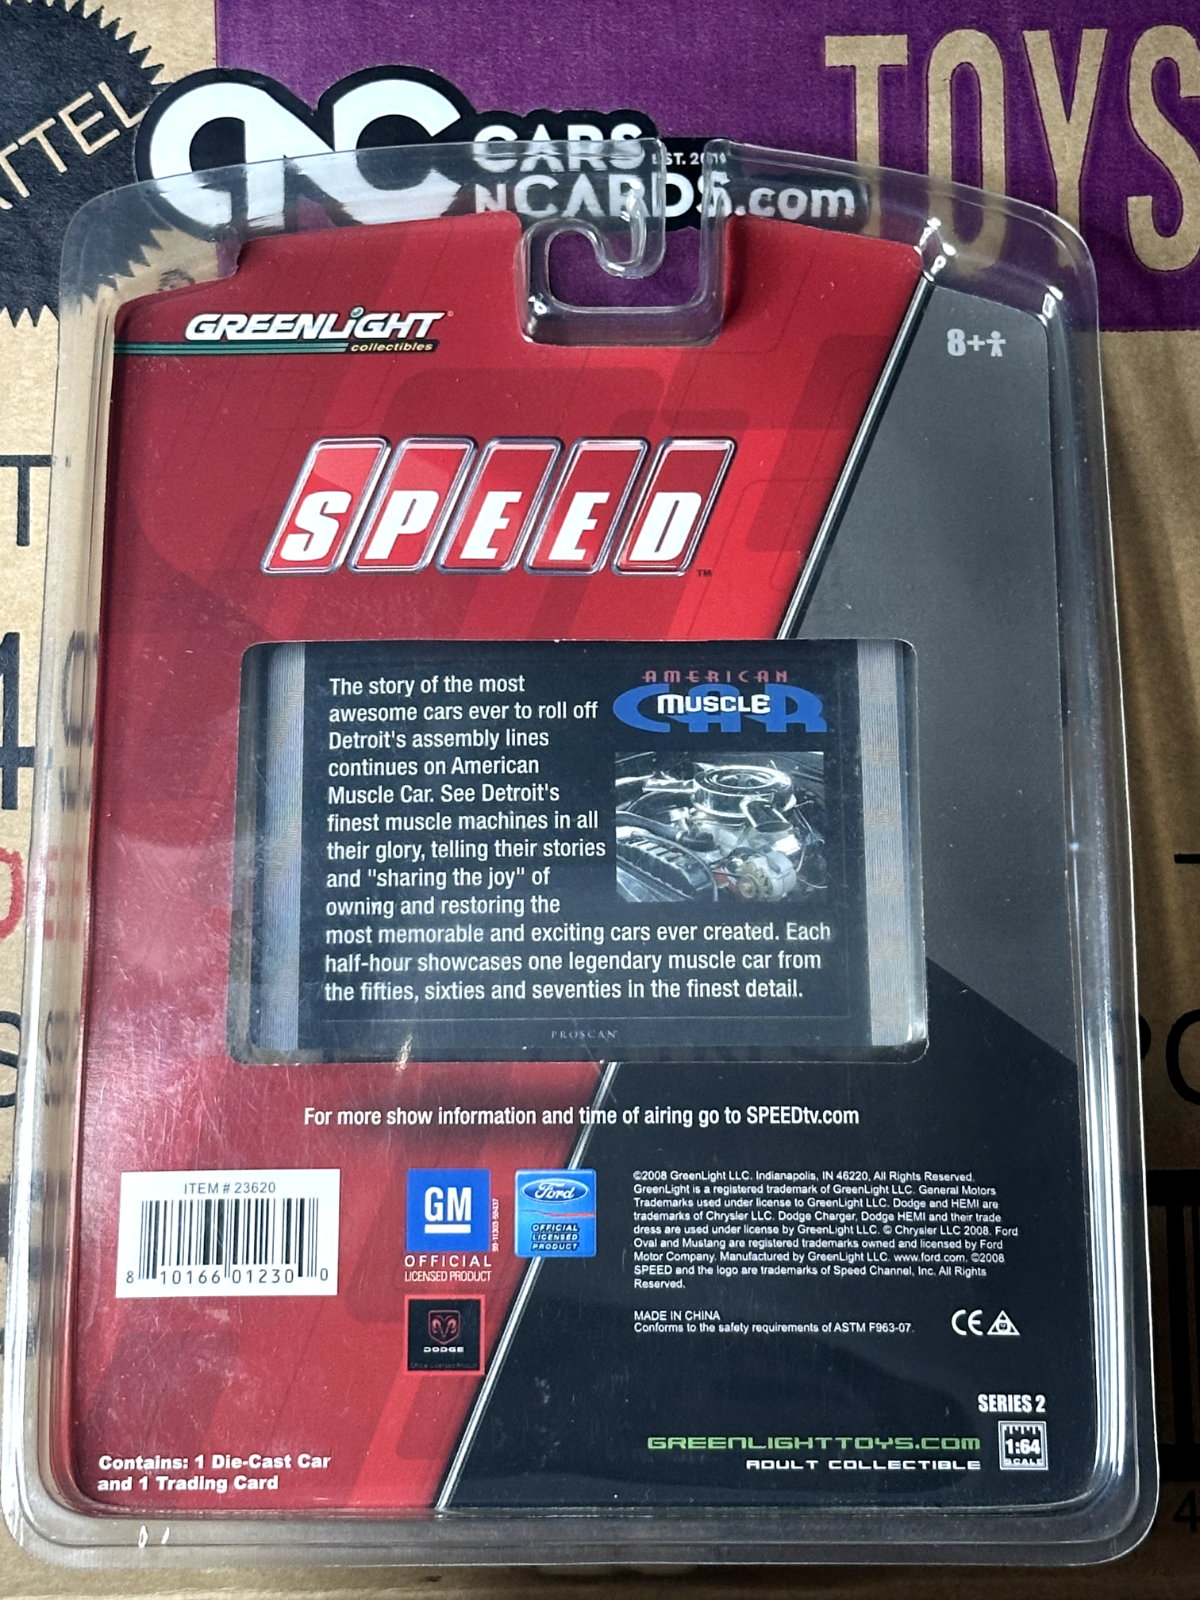 TTEL
TOYS
CNC CARS
EST. 2014
NCARDS.com
GREENLiGHT
collectibles
8+
SPEED™
AMERICAN
MUSCLE
CAR
The story of the most
awesome cars ever to roll off
Detroit's assembly lines
continues on American
Muscle Car. See Detroit's
finest muscle machines in all
their glory, telling their stories
and "sharing the joy" of
owning and restoring the
most memorable and exciting cars ever created. Each
half-hour showcases one legendary muscle car from
the fifties, sixties and seventies in the finest detail.
PROSCAN
For more show information and time of airing go to SPEEDtv.com
ITEM # 23620
8 10166 01230 0
GM
OFFICIAL
LICENSED PRODUCT
Ford
OFFICIAL
LICENSED
PRODUCT
DODGE
Official Licensed Product
©2008 GreenLight LLC. Indianapolis, IN 46220, All Rights Reserved.
GreenLight is a registered trademark of GreenLight LLC. General Motors
Trademarks used under license to GreenLight LLC. Dodge and HEMI are
trademarks of Chrysler LLC. Dodge Charger, Dodge HEMI and their trade
dress are used under license by GreenLight LLC. © Chrysler LLC 2008. Ford
Oval and Mustang are registered trademarks owned and licensed by Ford
Motor Company. Manufactured by GreenLight LLC. www.ford.com. ©2008
SPEED and the logo are trademarks of Speed Channel, Inc. All Rights
Reserved.
MADE IN CHINA
Conforms to the safety requirements of ASTM F963-07.
CE
SERIES 2
GREENLIGHTTOYS.COM
ADULT COLLECTIBLE
1:64
SCALE
Contains: 1 Die-Cast Car
and 1 Trading Card